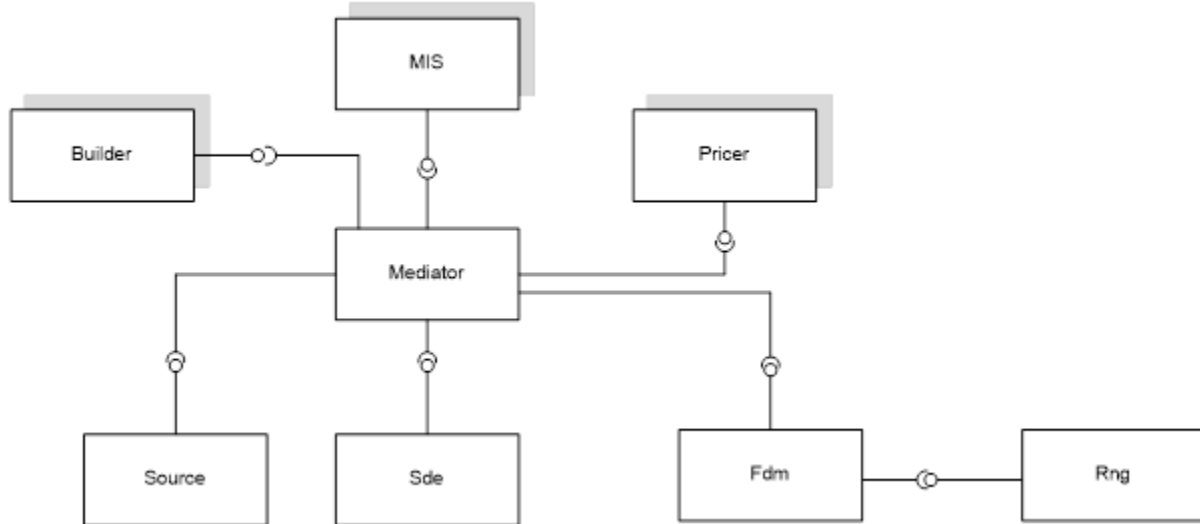 MIS
Builder
Pricer
Mediator
Source
Sde
Fdm
Rng